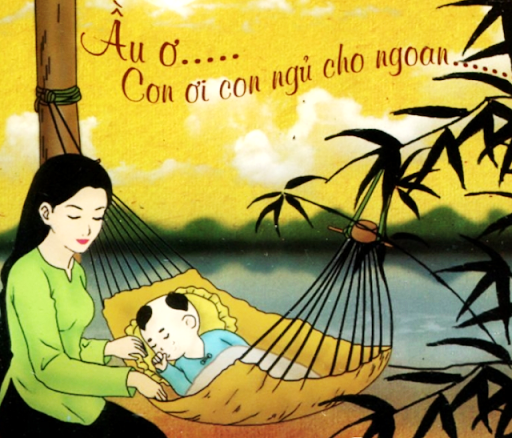 Ầu ơ.....
Con ơi con ngủ cho ngoan......